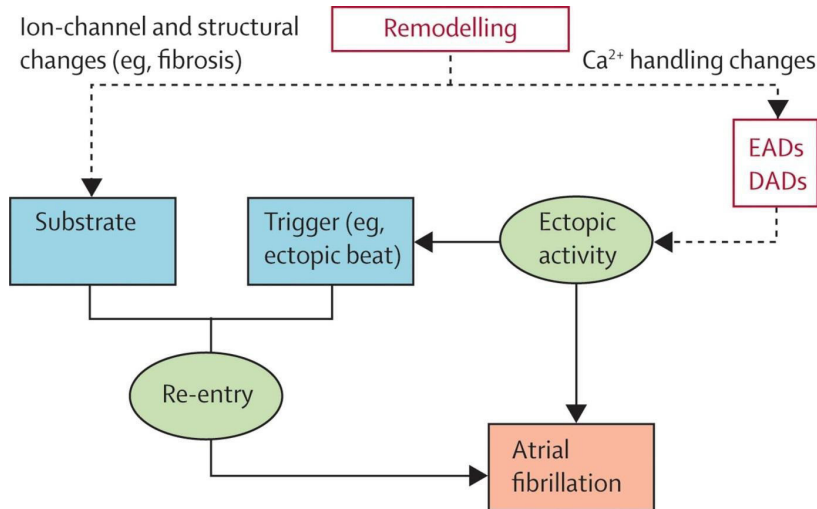 Ion-channel and structural
changes (eg, fibrosis)
Remodelling
Ca²⁺ handling changes
EADs
DADs
Substrate
Trigger (eg,
ectopic beat)
Ectopic
activity
Re-entry
Atrial
fibrillation